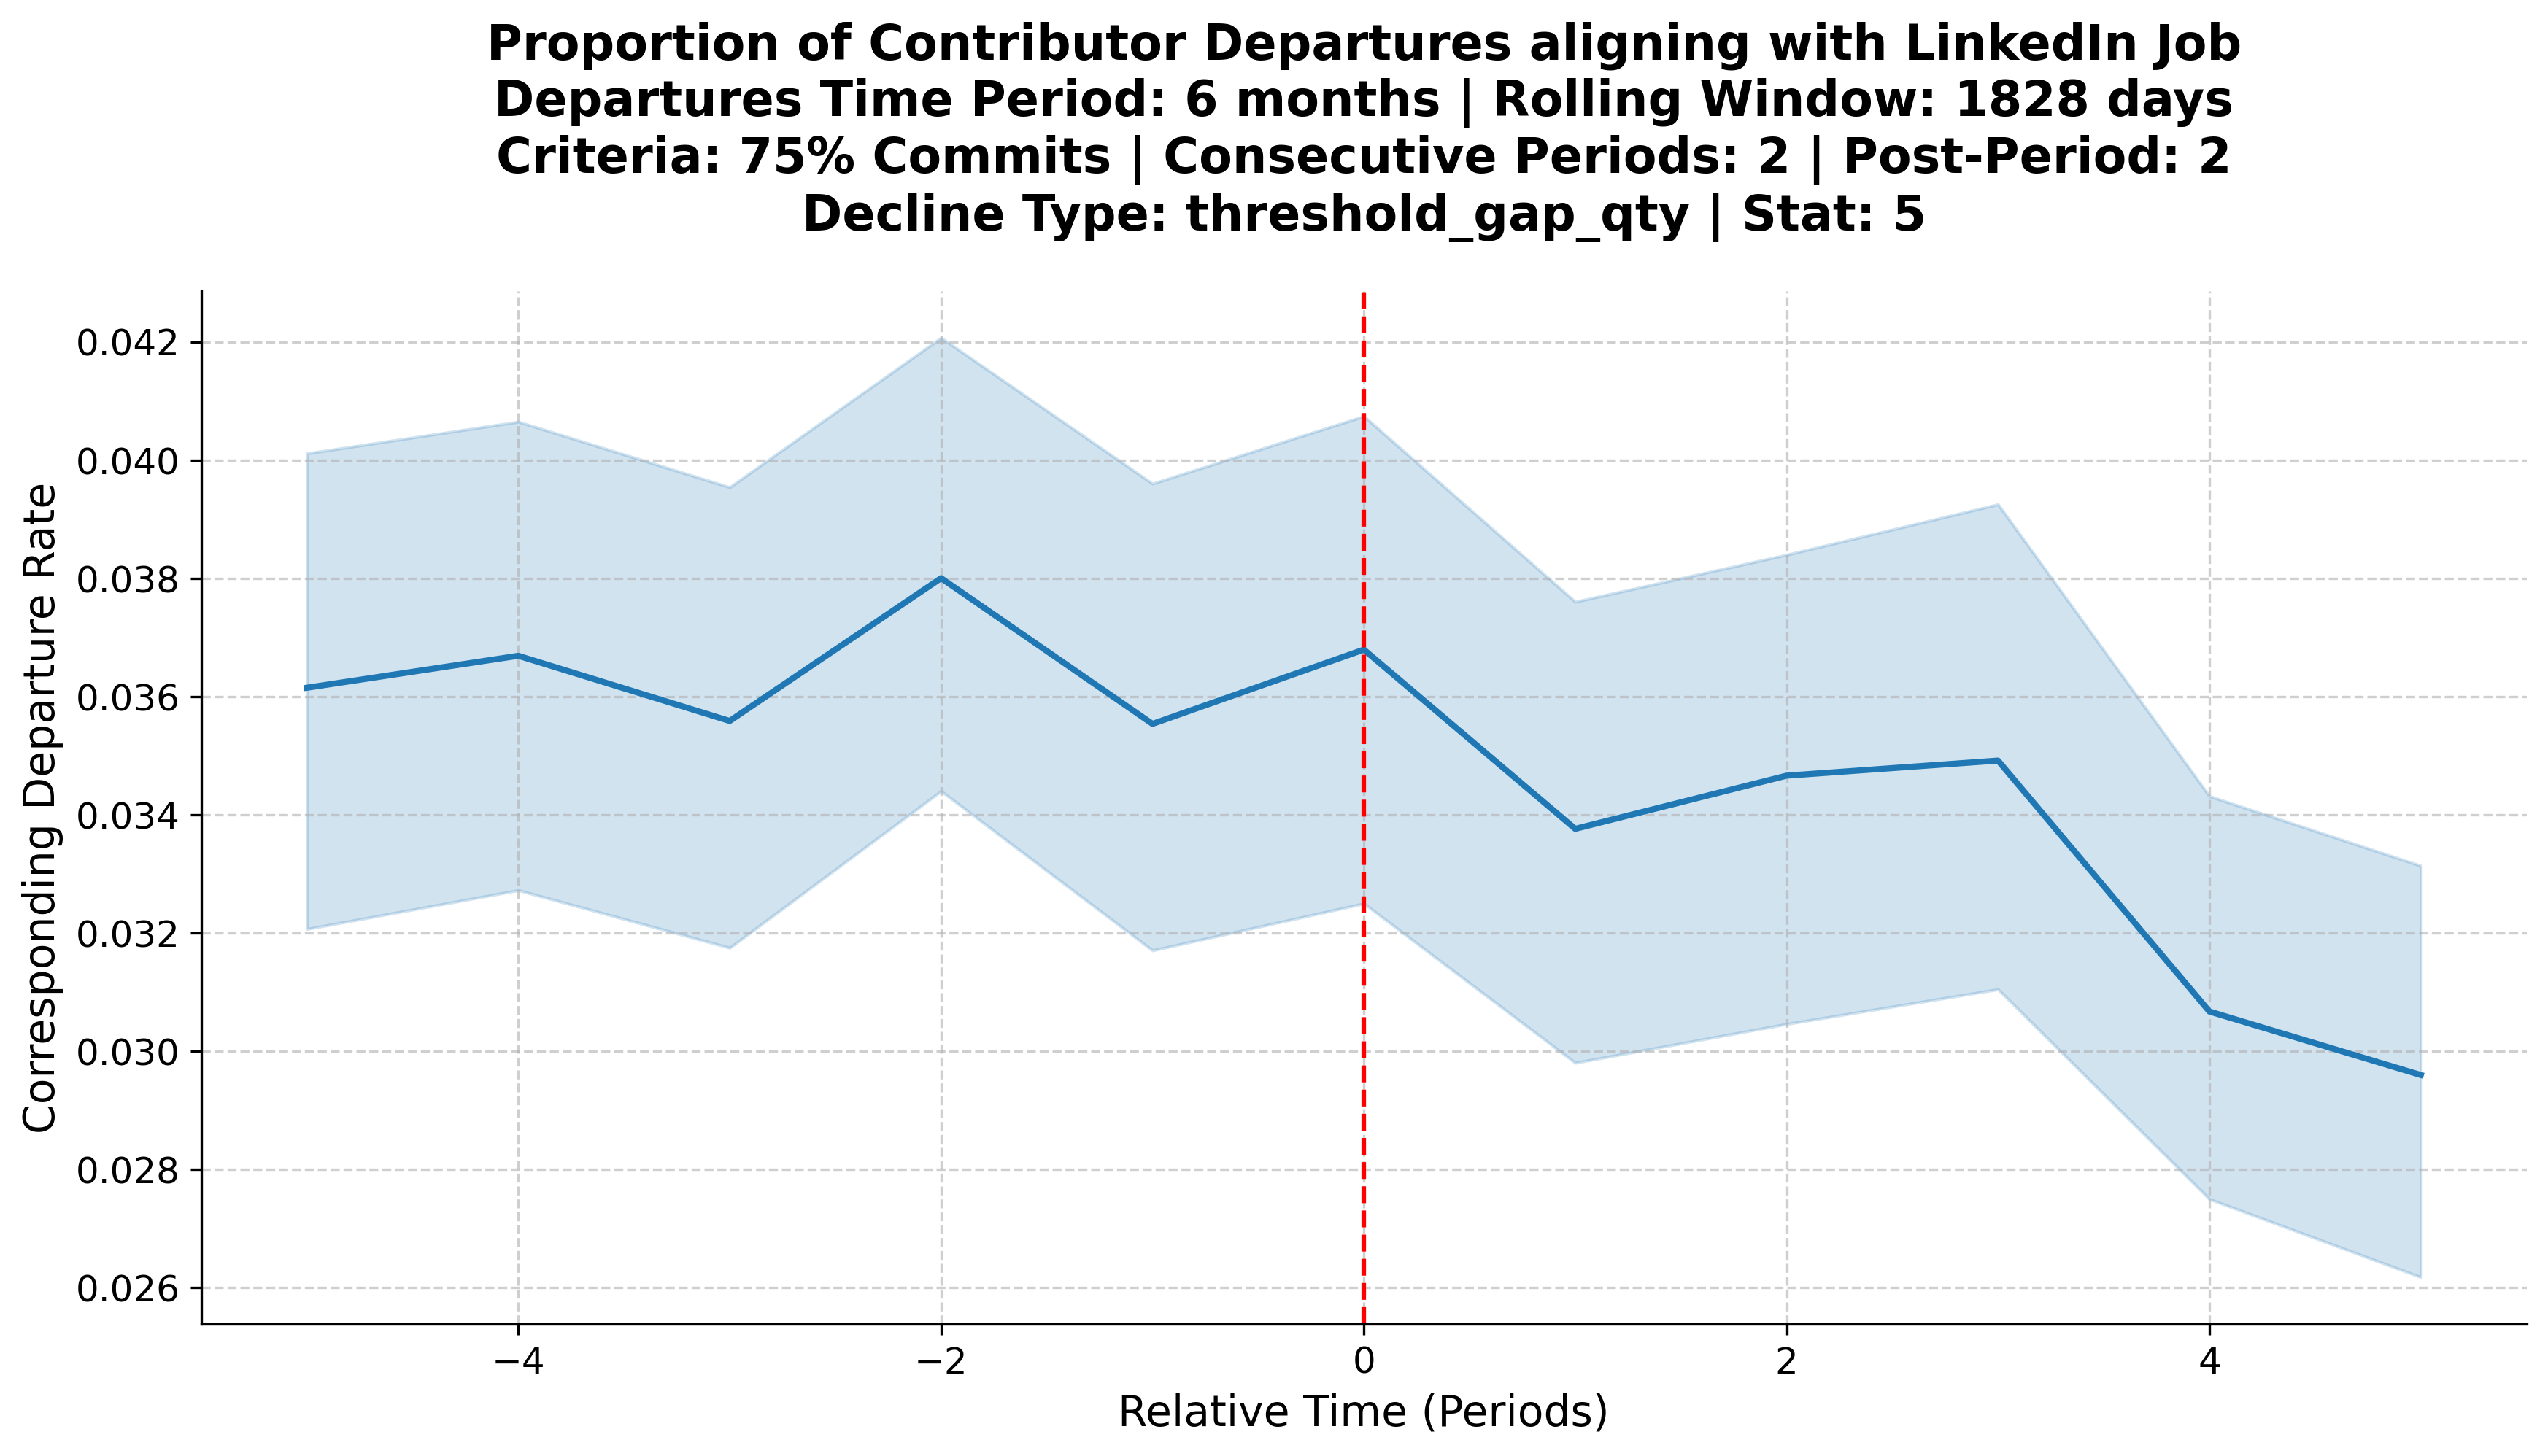 Proportion of Contributor Departures aligning with LinkedIn Job
Departures Time Period: 6 months | Rolling Window: 1828 days
Criteria: 75% Commits | Consecutive Periods: 2 | Post-Period: 2
Decline Type: threshold_gap_qty | Stat: 5
Corresponding Departure Rate
0.042
0.040
0.038
0.036
0.034
0.032
0.030
0.028
0.026
−4
−2
0
2
4
Relative Time (Periods)